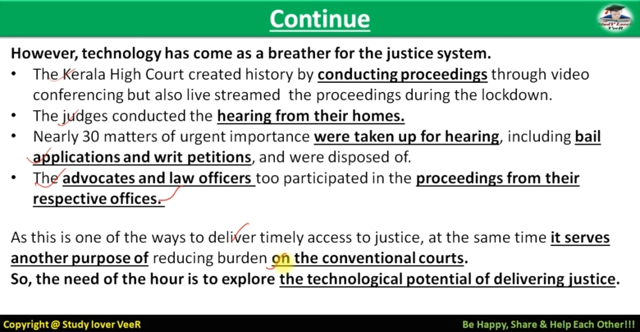 Continue
STUDY LOVER
VeeR
However, technology has come as a breather for the justice system.
• The Kerala High Court created history by conducting proceedings through video
conferencing but also live streamed the proceedings during the lockdown.
• The judges conducted the hearing from their homes.
• Nearly 30 matters of urgent importance were taken up for hearing, including bail
applications and writ petitions, and were disposed of.
• The advocates and law officers too participated in the proceedings from their
respective offices.
As this is one of the ways to deliver timely access to justice, at the same time it serves
another purpose of reducing burden on the conventional courts.
So, the need of the hour is to explore the technological potential of delivering justice.
Copyright @ Study lover VeeR
Be Happy, Share & Help Each Other!!!